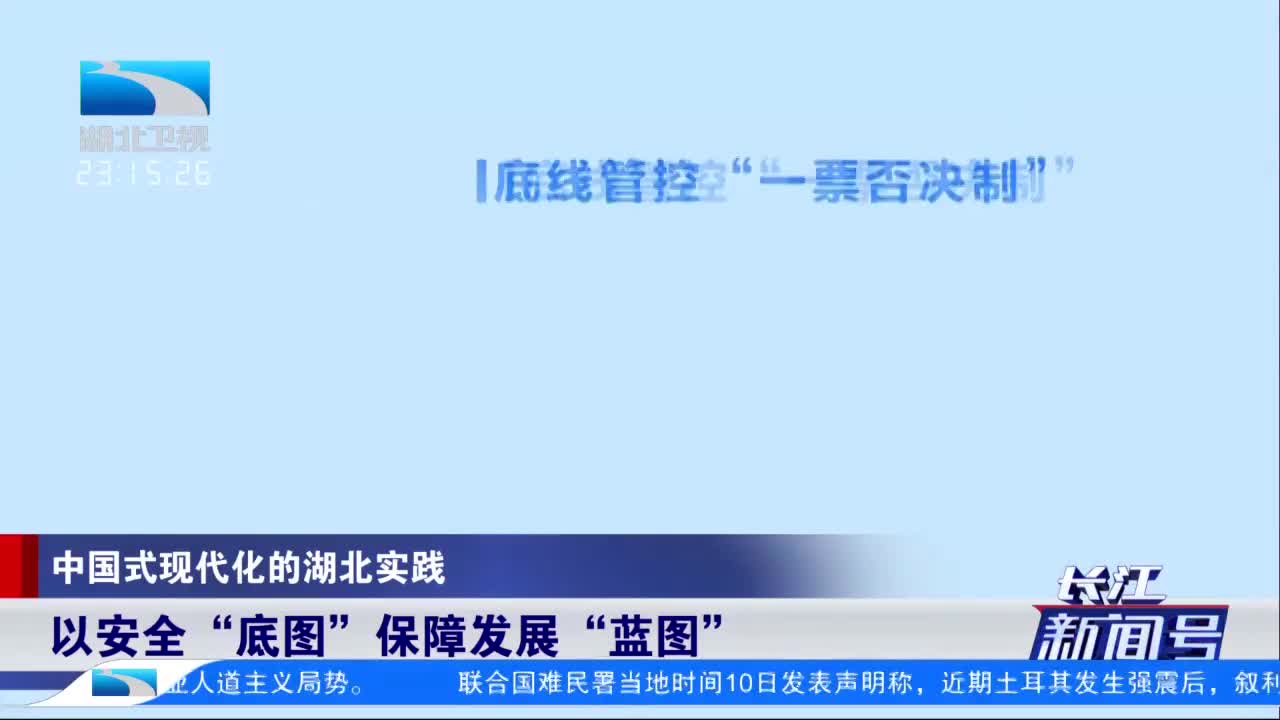 湖北卫视
23:15:26
底线管控“一票否决制”
中国式现代化的湖北实践
以安全“底图”保障发展“蓝图”
长江
新闻号
人道主义局势。 联合国难民署当地时间10日发表声明称，近期土耳其发生强震后，叙利